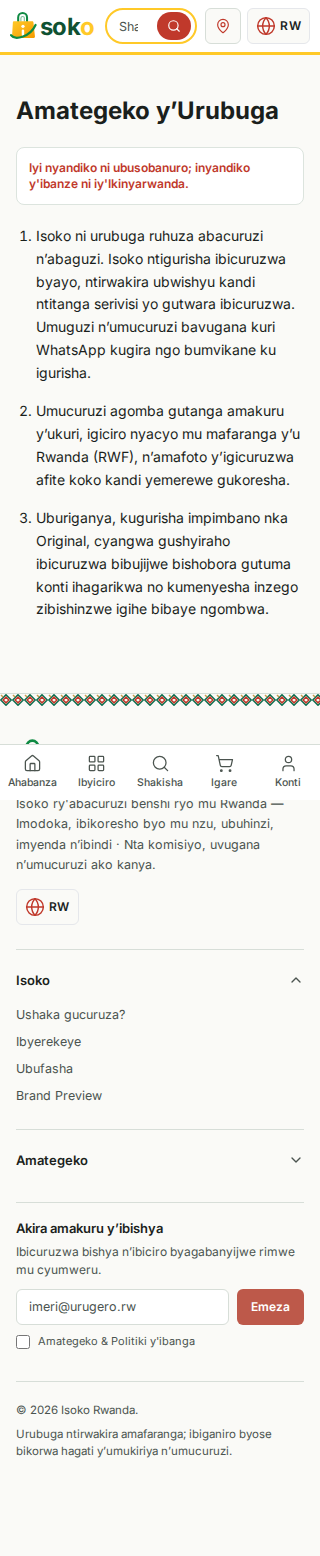 soko
RW
Amategeko y’Urubuga
Iyi nyandiko ni ubusobanuro; inyandiko
y'ibanze ni iy'Ikinyarwanda.
1. Isoko ni urubuga ruhuza abacuruzi
n’abaguzi. Isoko ntigurisha ibicuruzwa
byayo, ntirwakira ubwishyu kandi
ntitanga serivisi yo gutwara ibicuruzwa.
Umuguzi n’umucuruzi bavugana kuri
WhatsApp kugira ngo bumvikane ku
igurisha.
2. Umucuruzi agomba gutanga amakuru
y’ukuri, igiciro nyacyo mu mafaranga y’u
Rwanda (RWF), n’amafoto y’igicuruzwa
afite koko kandi yemerewe gukoresha.
3. Uburiganya, kugurisha impimbano nka
Original, cyangwa gushyiraho
ibicuruzwa bibujijwe bishobora gutuma
konti ihagarikwa no kumenyesha inzego
zibishinzwe igihe bibaye ngombwa.
Ahabanza
Ibyiciro
Shakisha
Igare
Konti
Isoko ry’abacuruzi benshi ryo mu Rwanda —
Imodoka, ibikoresho byo mu nzu, ubuhinzi,
imyenda n’ibindi · Nta komisiyo, uvugana
n’umucuruzi ako kanya.
RW
Isoko
Ushaka gucuruza?
Ibyerekeye
Ubufasha
Brand Preview
Amategeko
Akira amakuru y’ibishya
Ibicuruzwa bishya n’ibiciro byagabanyijwe rimwe
mu cyumweru.
imeri@urugero.rw
Emeza
Amategeko & Politiki y'ibanga
© 2026 Isoko Rwanda.
Urubuga ntirwakira amafaranga; ibiganiro byose
bikorwa hagati y’umukiriya n’umucuruzi.